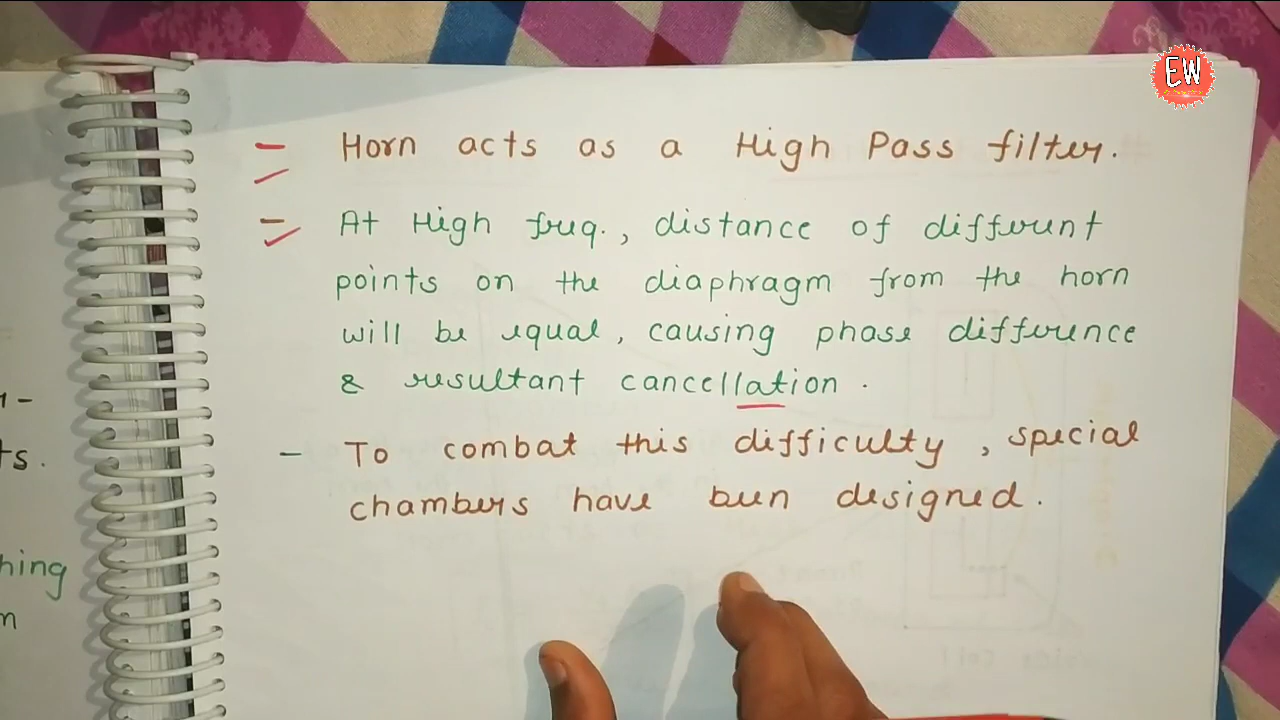 EW
- Horn acts as a High Pass filter.
- At High freq., distance of different
points on the diaphragm from the horn
will be equal, causing phase difference
& resultant cancellation.
- To combat this difficulty, special
chambers have been designed.
ts.
hing